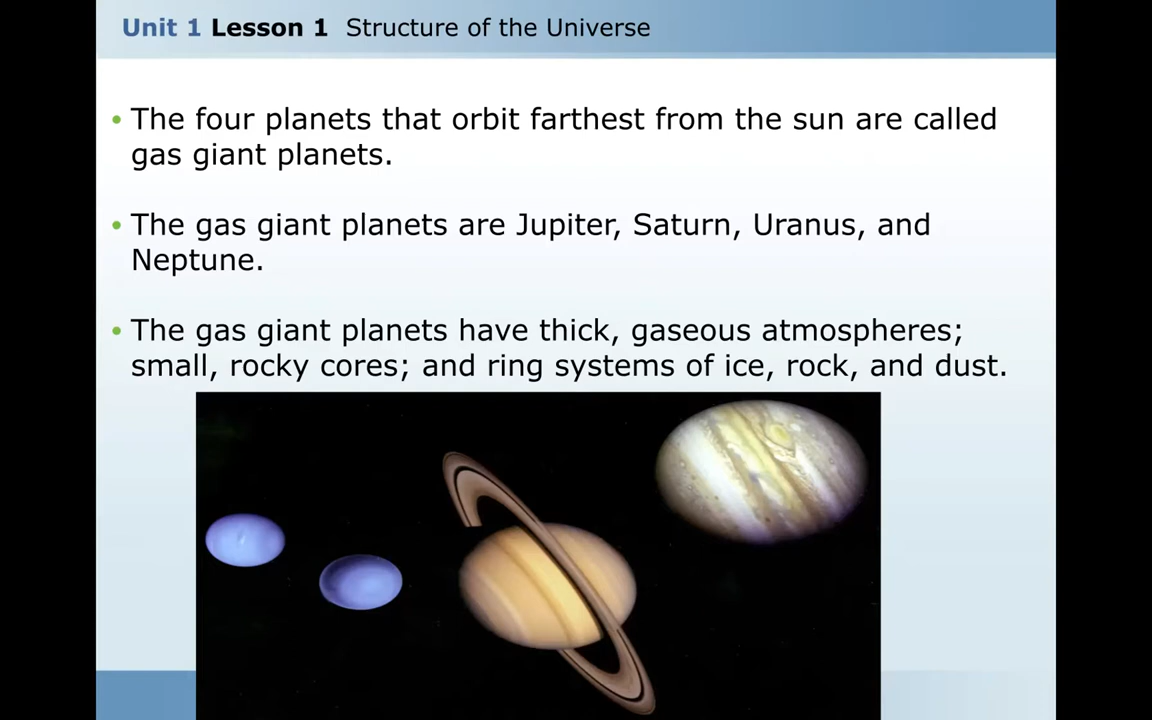 Unit 1 Lesson 1 Structure of the Universe
• The four planets that orbit farthest from the sun are called
gas giant planets.
• The gas giant planets are Jupiter, Saturn, Uranus, and
Neptune.
• The gas giant planets have thick, gaseous atmospheres;
small, rocky cores; and ring systems of ice, rock, and dust.